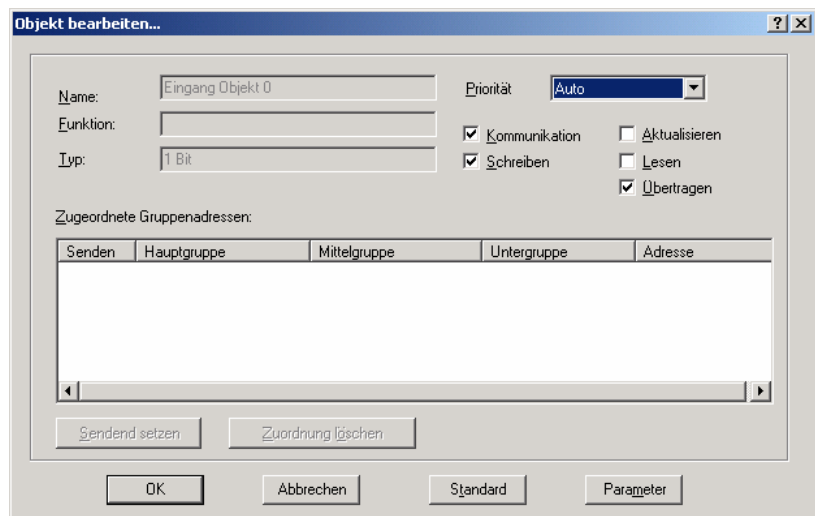 Objekt bearbeiten...
Name: Eingang Objekt 0
Priorität Auto
Funktion:
Kommunikation Aktualisieren
Typ: 1 Bit
Schreiben Lesen
Übertragen
Zugeordnete Gruppenadressen:
Senden Hauptgruppe Mittelgruppe Untergruppe Adresse
Sendend setzen Zuordnung löschen
OK Abbrechen Standard Parameter